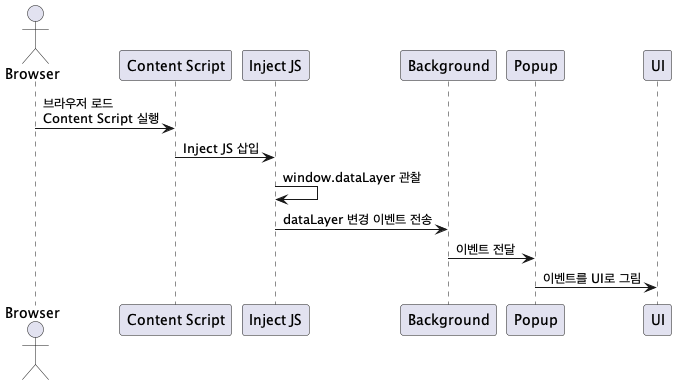 Browser
Content Script
Inject JS
Background
Popup
UI
브라우저 로드
Content Script 실행
Inject JS 삽입
window.dataLayer 관찰
dataLayer 변경 이벤트 전송
이벤트 전달
이벤트를 UI로 그림
Browser
Content Script
Inject JS
Background
Popup
UI